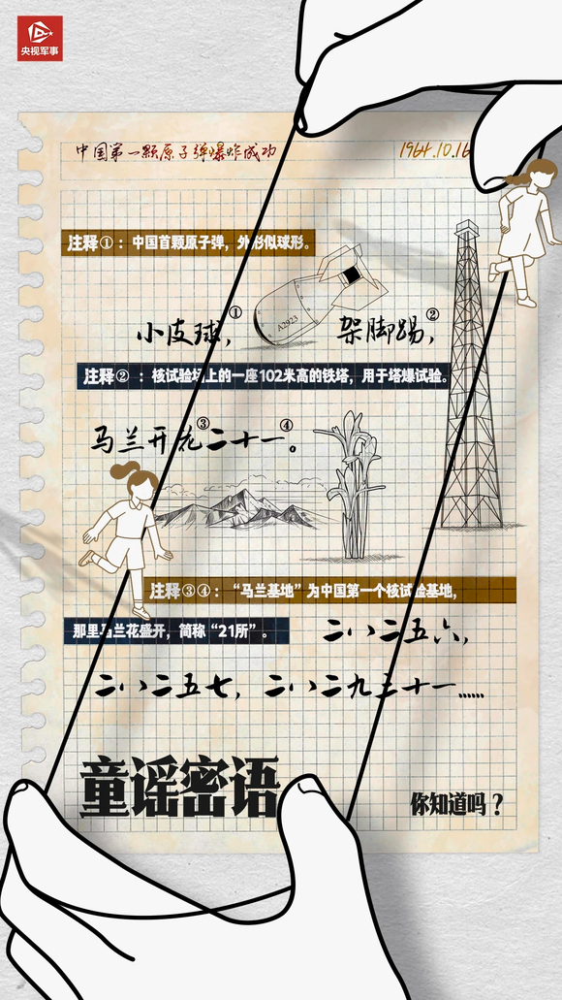 央视军事
中国第一颗原子弹爆炸成功 1964.10.16
注释①：中国首颗原子弹，外形似球形。
A2923
小皮球①， 架脚踢②，
注释②：核试验场上的一座102米高的铁塔，用于塔爆试验。
马兰开花③二十一④。
注释③④：“马兰基地”为中国第一个核试验基地，
那里马兰花盛开，简称“21所”。
二八二五六，
二八二五七，二八二九三十一……
童谣密语
你知道吗？